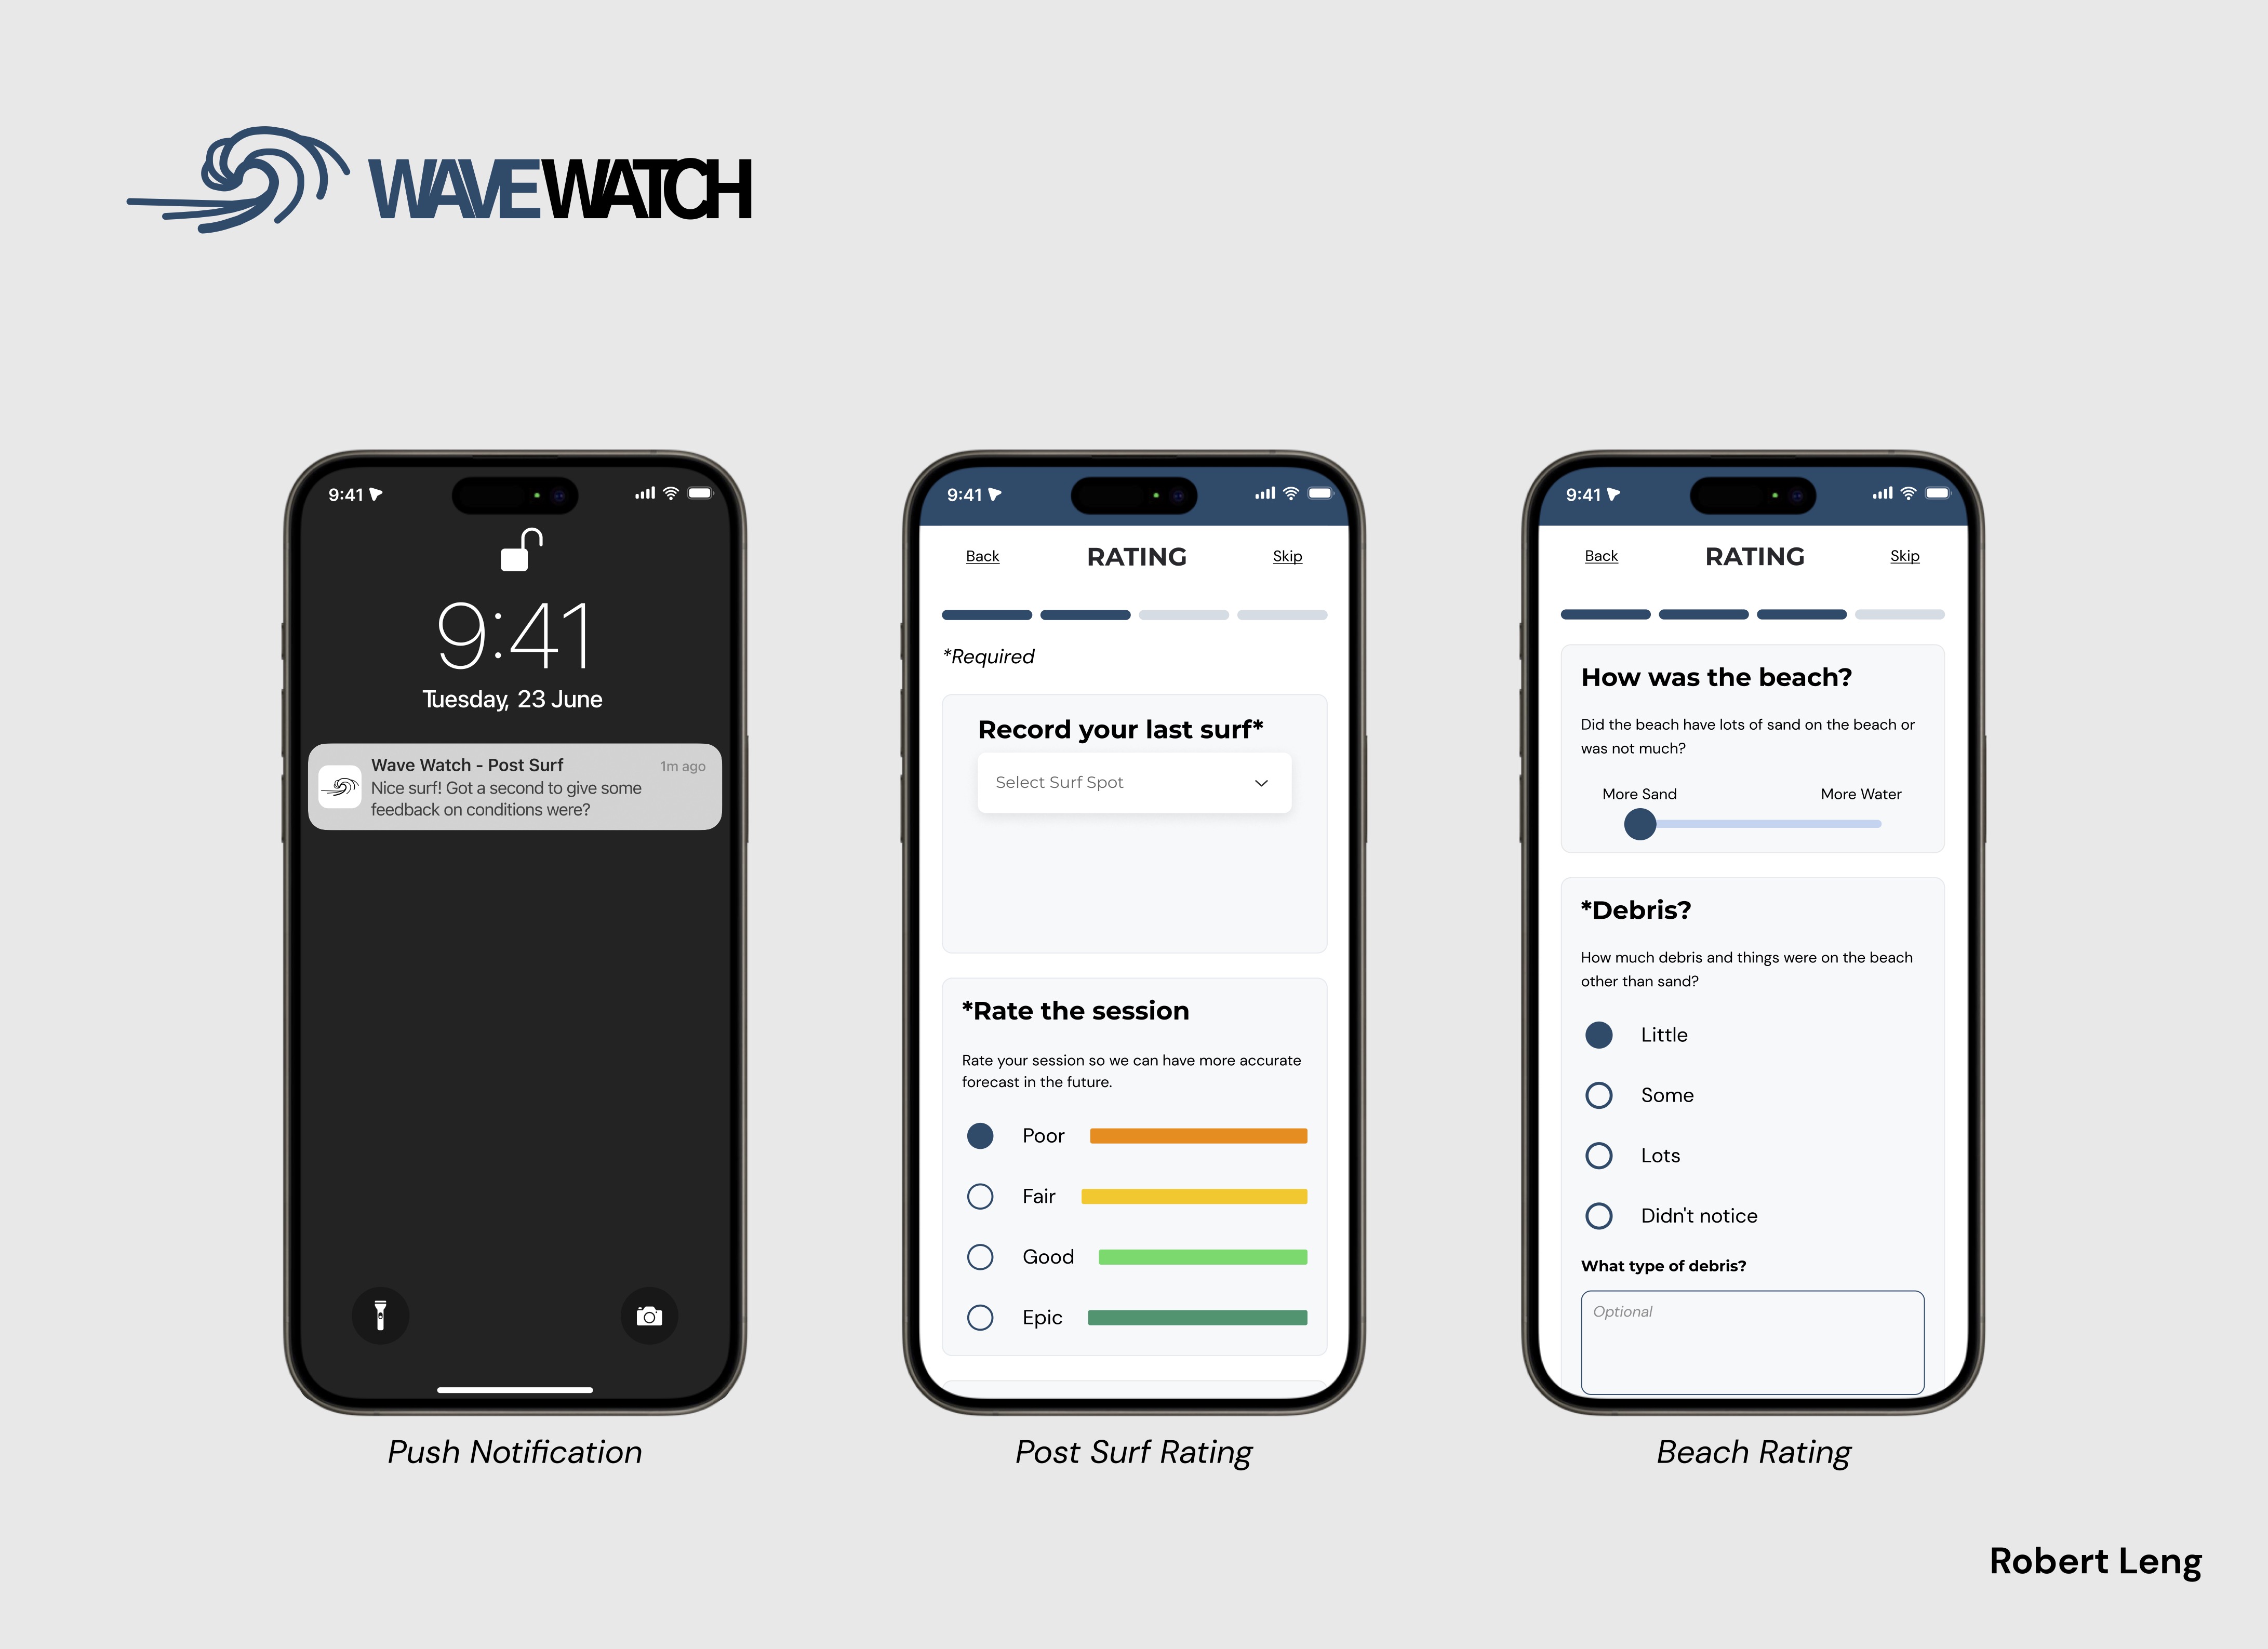 WAVEWATCH
9:41
9:41
Tuesday, 23 June
Wave Watch - Post Surf
1m ago
Nice surf! Got a second to give some
feedback on conditions were?
Push Notification
9:41
Back
RATING
Skip
*Required
Record your last surf*
Select Surf Spot
*Rate the session
Rate your session so we can have more accurate
forecast in the future.
Poor
Fair
Good
Epic
Post Surf Rating
9:41
Back
RATING
Skip
How was the beach?
Did the beach have lots of sand on the beach or
was not much?
More Sand
More Water
*Debris?
How much debris and things were on the beach
other than sand?
Little
Some
Lots
Didn't notice
What type of debris?
Optional
Beach Rating
Robert Leng